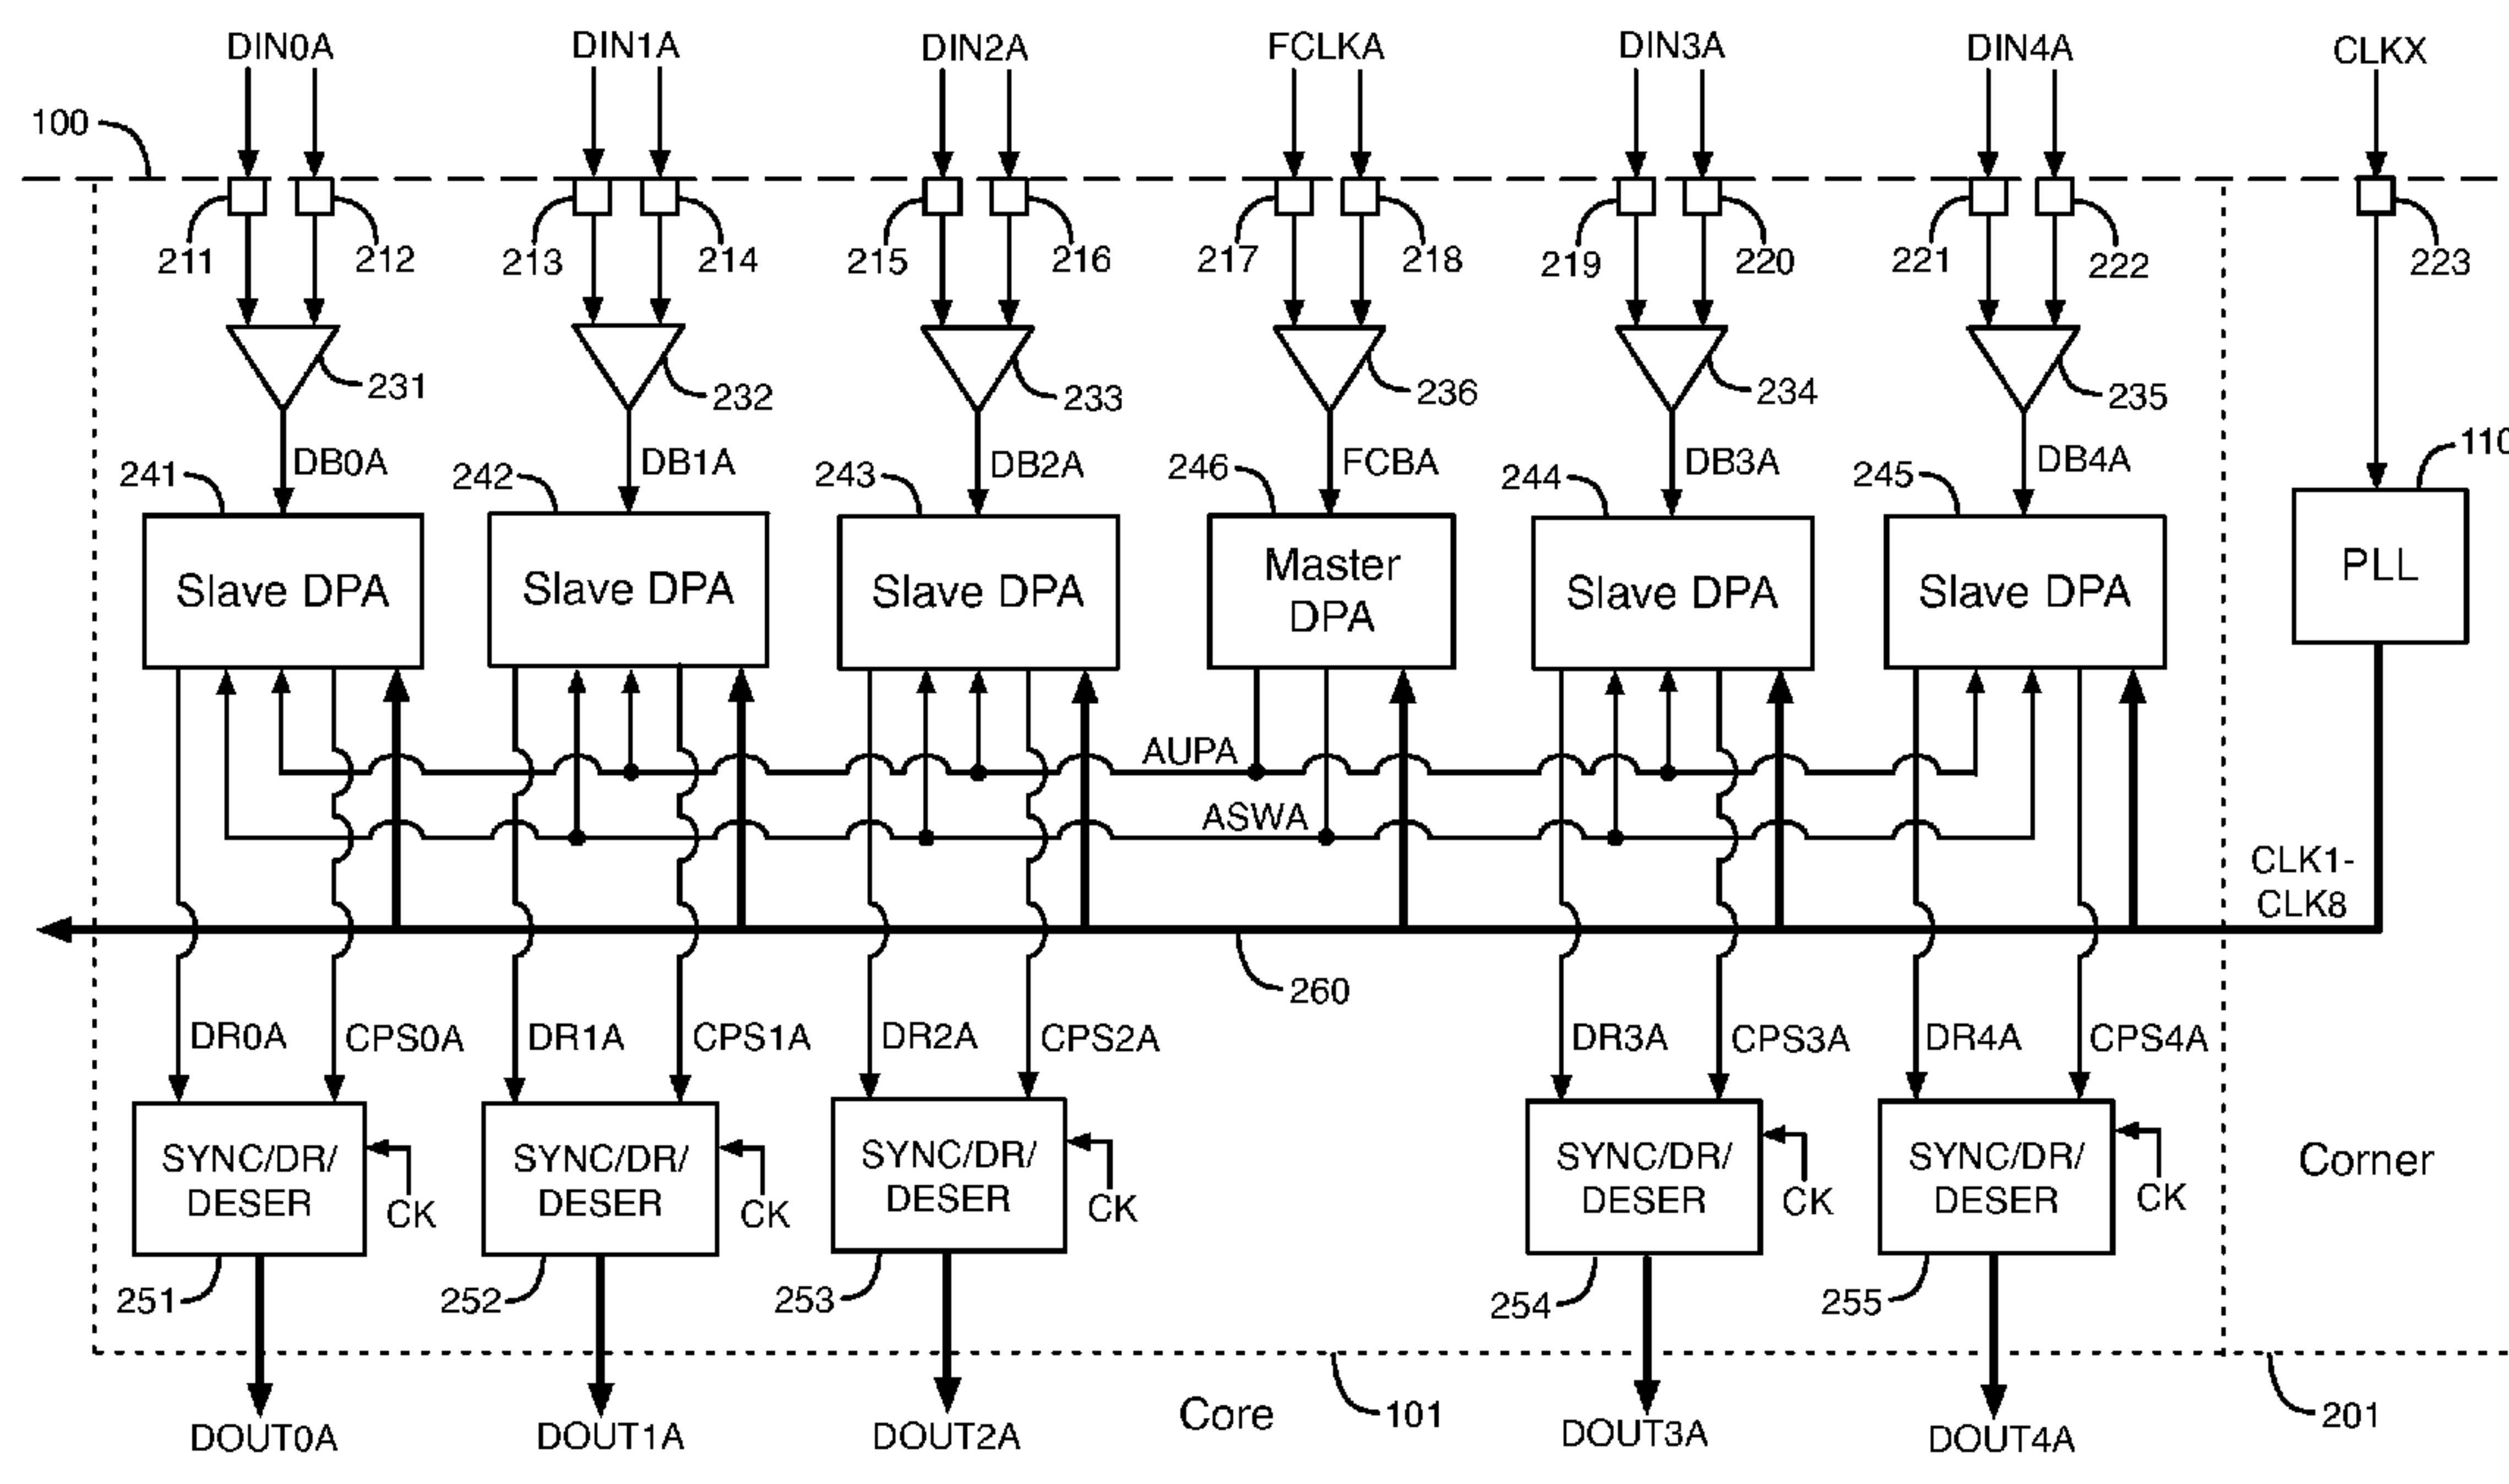 DIN0A DIN1A DIN2A FCLKA DIN3A DIN4A CLKX
100
211 212 213 214 215 216 217 218 219 220 221 222 223
231 232 233 236 234 235
DB0A DB1A DB2A FCBA DB3A DB4A
241 242 243 246 244 245 110
Slave DPA Slave DPA Slave DPA Master DPA Slave DPA Slave DPA PLL
AUPA
ASWA
CLK1-
CLK8
260
DR0A CPS0A DR1A CPS1A DR2A CPS2A DR3A CPS3A DR4A CPS4A
SYNC/DR/ SYNC/DR/ SYNC/DR/ SYNC/DR/ SYNC/DR/ Corner
DESER DESER DESER DESER DESER
CK CK CK CK CK
251 252 253 254 255
Core 101 201
DOUT0A DOUT1A DOUT2A DOUT3A DOUT4A